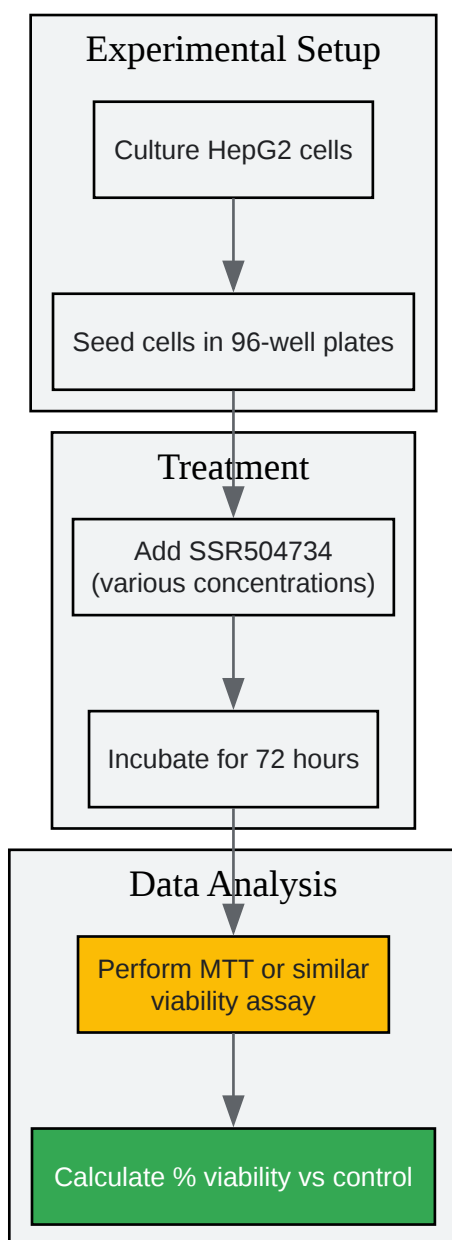 Experimental Setup
Culture HepG2 cells
Seed cells in 96-well plates
Treatment
Add SSR504734
(various concentrations)
Incubate for 72 hours
Data Analysis
Perform MTT or similar
viability assay
Calculate % viability vs control